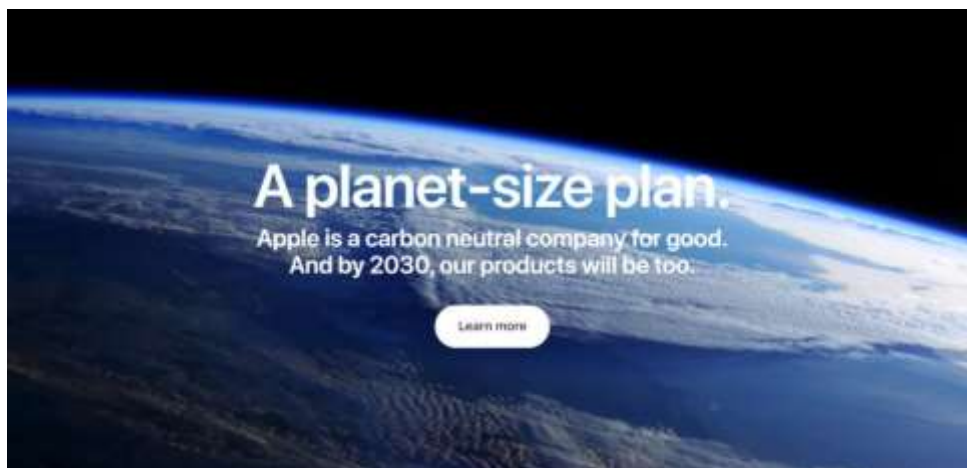 A planet-size plan.
Apple is a carbon neutral company for good.
And by 2030, our products will be too.
Learn more